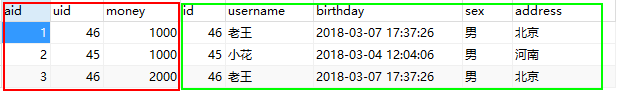 aid uid money id username birthday sex address
1 46 1000 46 老王 2018-03-07 17:37:26 男 北京
2 45 1000 45 小花 2018-03-04 12:04:06 男 河南
3 46 2000 46 老王 2018-03-07 17:37:26 男 北京